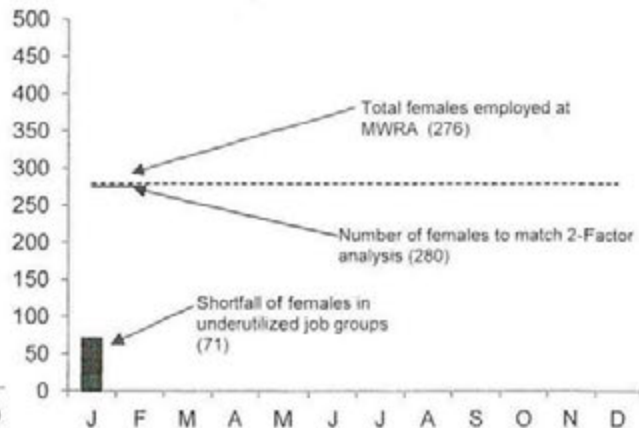 500
450
400
350
300
250
200
150
100
50
0
Total females employed at
MWRA (276)
Number of females to match 2-Factor
analysis (280)
Shortfall of females in
underutilized job groups
(71)
J F M A M J J A S O N D